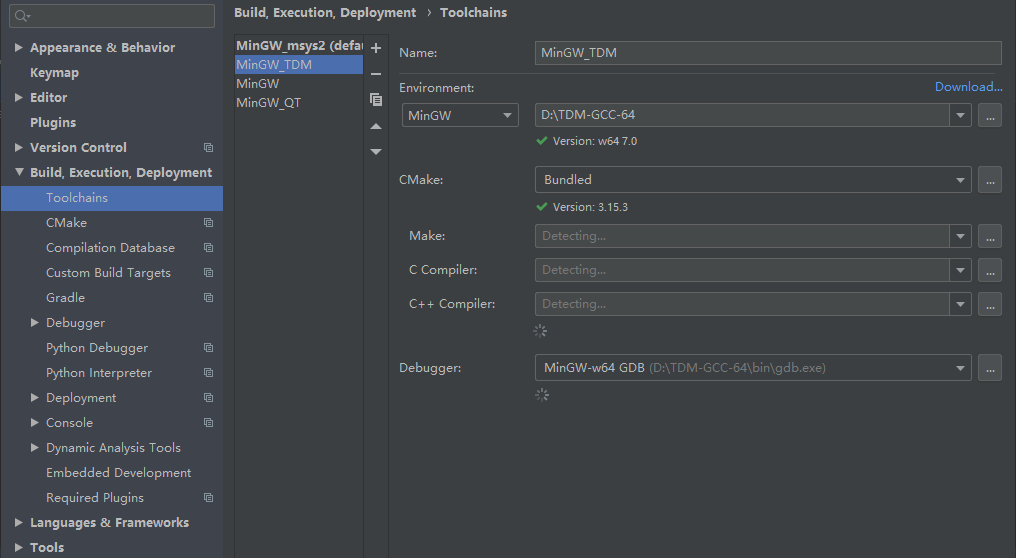 Build, Execution, Deployment › Toolchains
Appearance & Behavior
Keymap
Editor
Plugins
Version Control
Build, Execution, Deployment
Toolchains
CMake
Compilation Database
Custom Build Targets
Gradle
Debugger
Python Debugger
Python Interpreter
Deployment
Console
Dynamic Analysis Tools
Embedded Development
Required Plugins
Languages & Frameworks
Tools
MinGW_msys2 (defau
MinGW_TDM
MinGW
MinGW_QT
Name: MinGW_TDM
Environment: Download...
MinGW D:\TDM-GCC-64 ...
Version: w64 7.0
CMake: Bundled ...
Version: 3.15.3
Make: Detecting... ...
C Compiler: Detecting... ...
C++ Compiler: Detecting... ...
Debugger: MinGW-w64 GDB (D:\TDM-GCC-64\bin\gdb.exe) ...